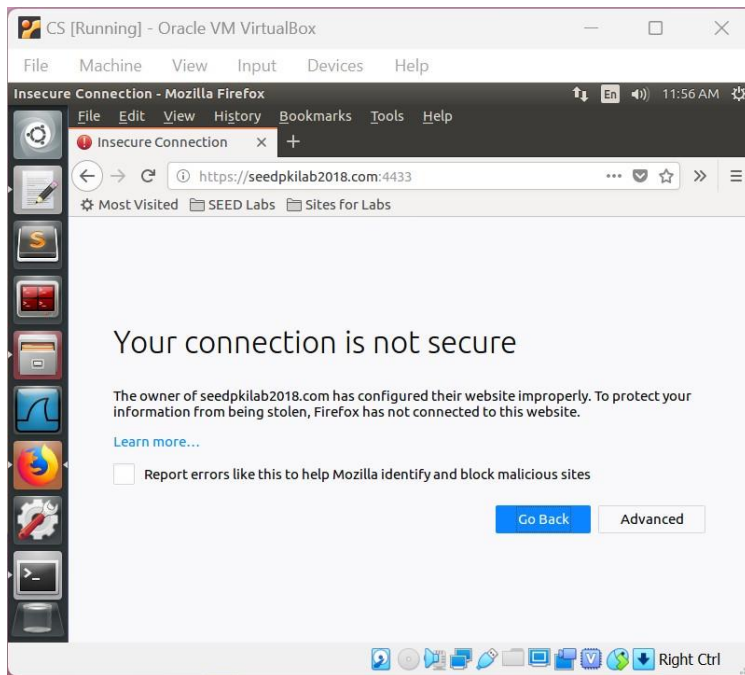 CS [Running] - Oracle VM VirtualBox
File Machine View Input Devices Help
Insecure Connection - Mozilla Firefox En 11:56 AM
File Edit View History Bookmarks Tools Help
Insecure Connection × +
https://seedpkilab2018.com:4433
Most Visited SEED Labs Sites for Labs
Your connection is not secure
The owner of seedpkilab2018.com has configured their website improperly. To protect your
information from being stolen, Firefox has not connected to this website.
Learn more…
Report errors like this to help Mozilla identify and block malicious sites
Go Back Advanced
Right Ctrl